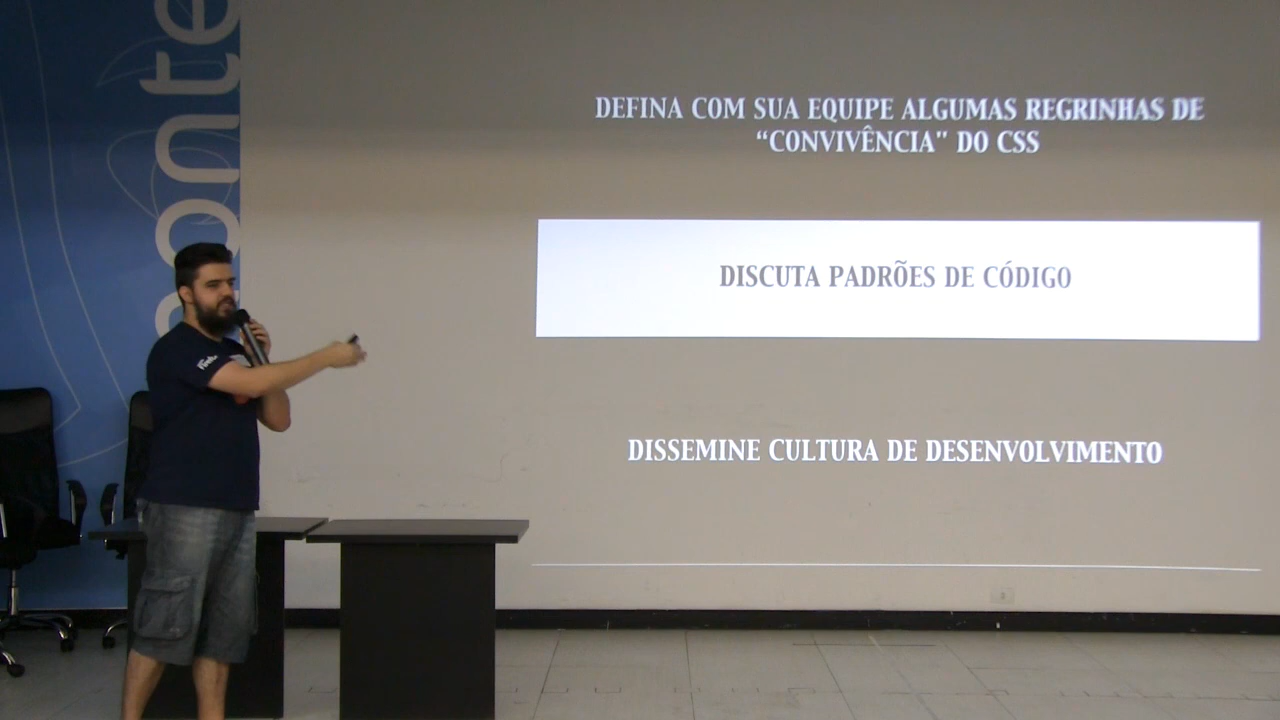 DEFINA COM SUA EQUIPE ALGUMAS REGRINHAS DE
“CONVIVÊNCIA" DO CSS
DISCUTA PADRÕES DE CÓDIGO
DISSEMINE CULTURA DE DESENVOLVIMENTO